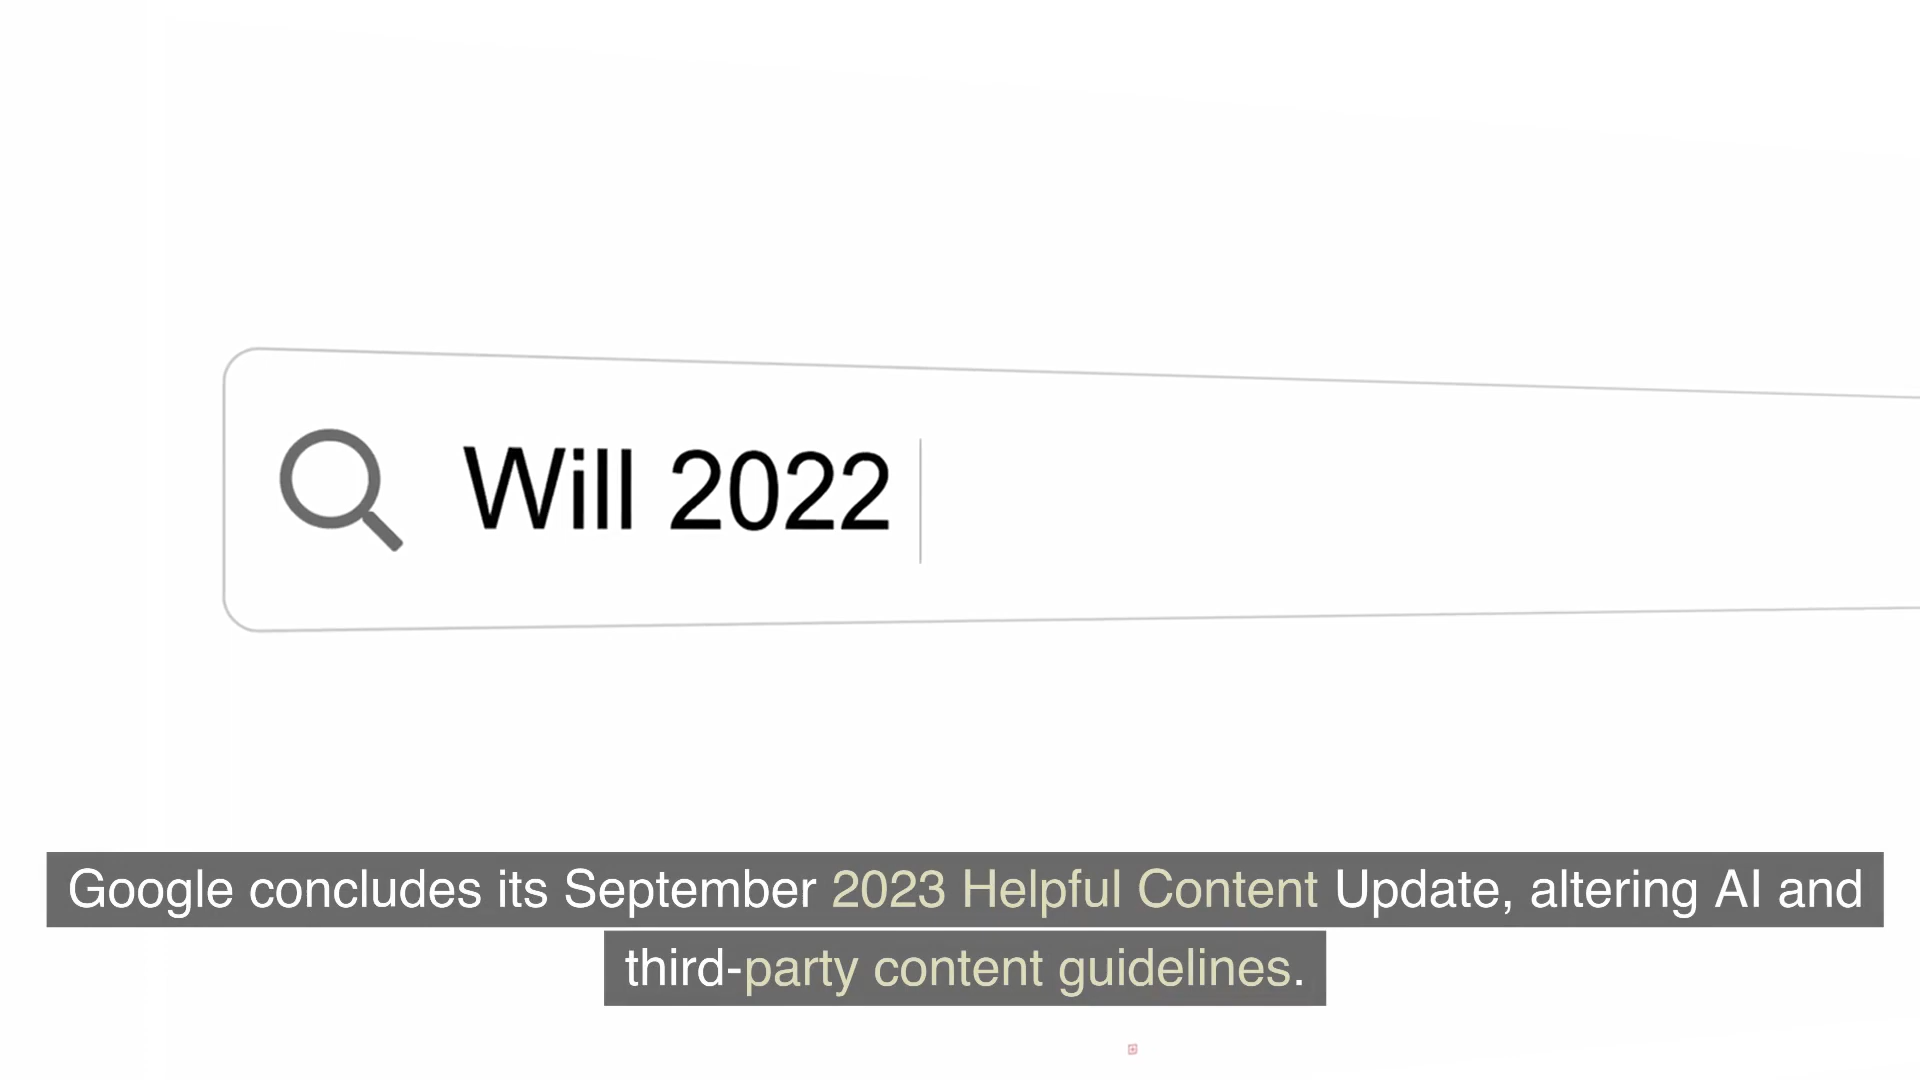 Will 2022
Google concludes its September 2023 Helpful Content Update, altering AI and
third-party content guidelines.